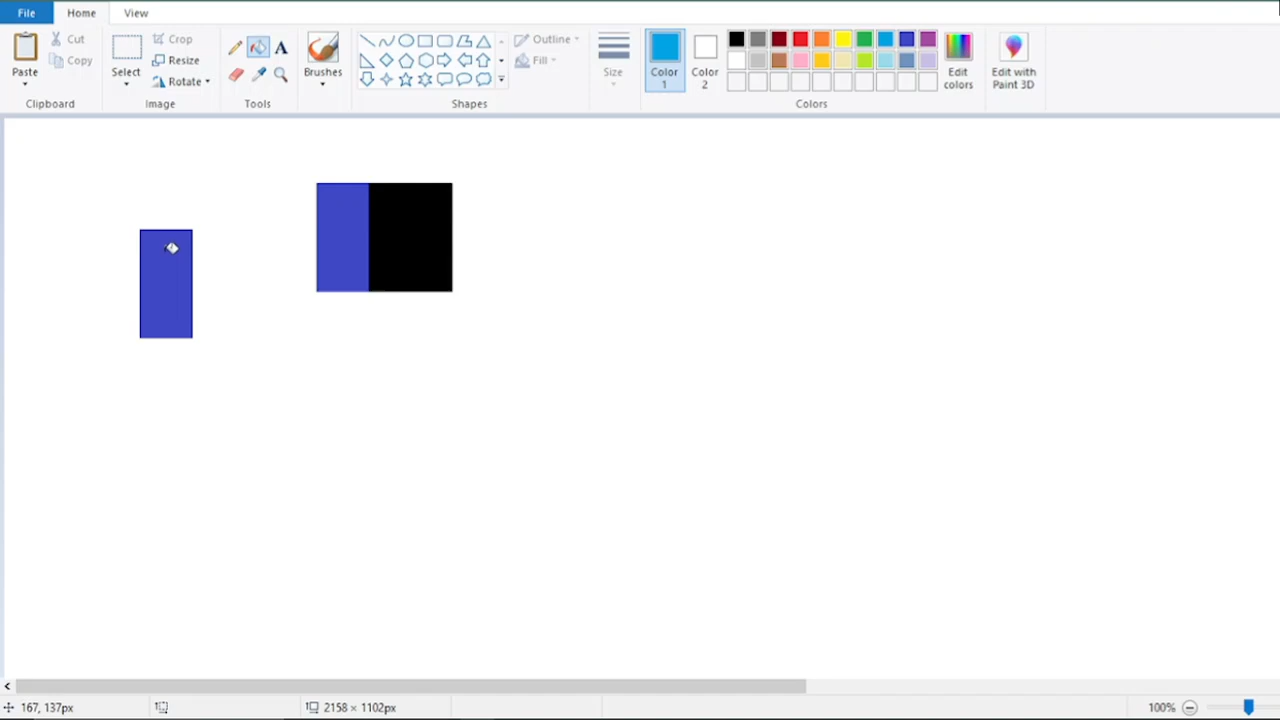 File Home View
Paste
Cut
Copy
Clipboard
Select
Crop
Resize
Rotate
Image
A
Tools
Brushes
Outline
Fill
Shapes
Size
Color 1
Color 2
Edit colors
Colors
Edit with Paint 3D
167, 137px
2158 × 1102px
100%